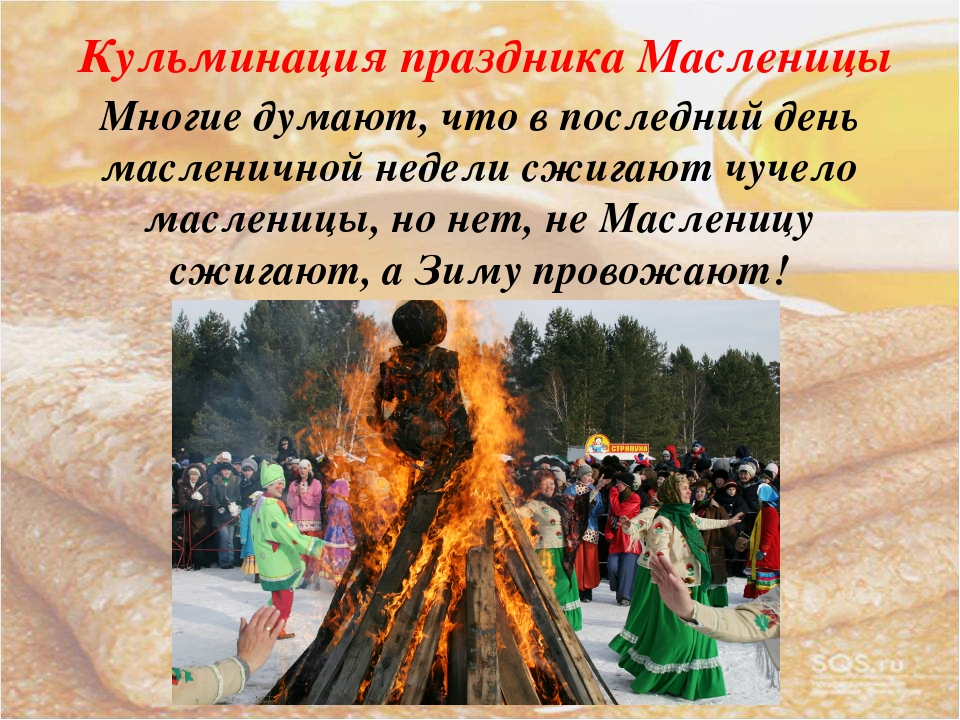 Кульминация праздника Масленицы
Многие думают, что в последний день
масленичной недели сжигают чучело
масленицы, но нет, не Масленицу
сжигают, а Зиму провожают!
СТРЯПУХА
SQS.ru